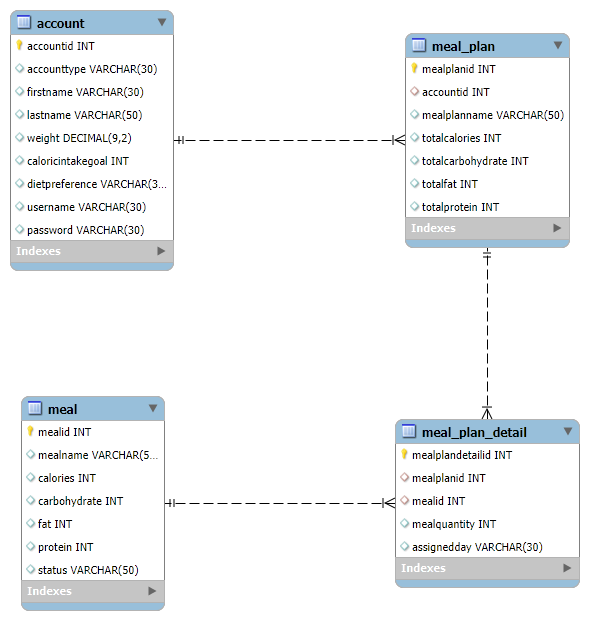 account
accountid INT
accounttype VARCHAR(30)
firstname VARCHAR(30)
lastname VARCHAR(50)
weight DECIMAL(9,2)
caloricintakegoal INT
dietpreference VARCHAR(3...
username VARCHAR(30)
password VARCHAR(30)
Indexes
meal_plan
mealplanid INT
accountid INT
mealplanname VARCHAR(50)
totalcalories INT
totalcarbohydrate INT
totalfat INT
totalprotein INT
Indexes
meal
mealid INT
mealname VARCHAR(5...
calories INT
carbohydrate INT
fat INT
protein INT
status VARCHAR(50)
Indexes
meal_plan_detail
mealplandetailid INT
mealplanid INT
mealid INT
mealquantity INT
assignedday VARCHAR(30)
Indexes